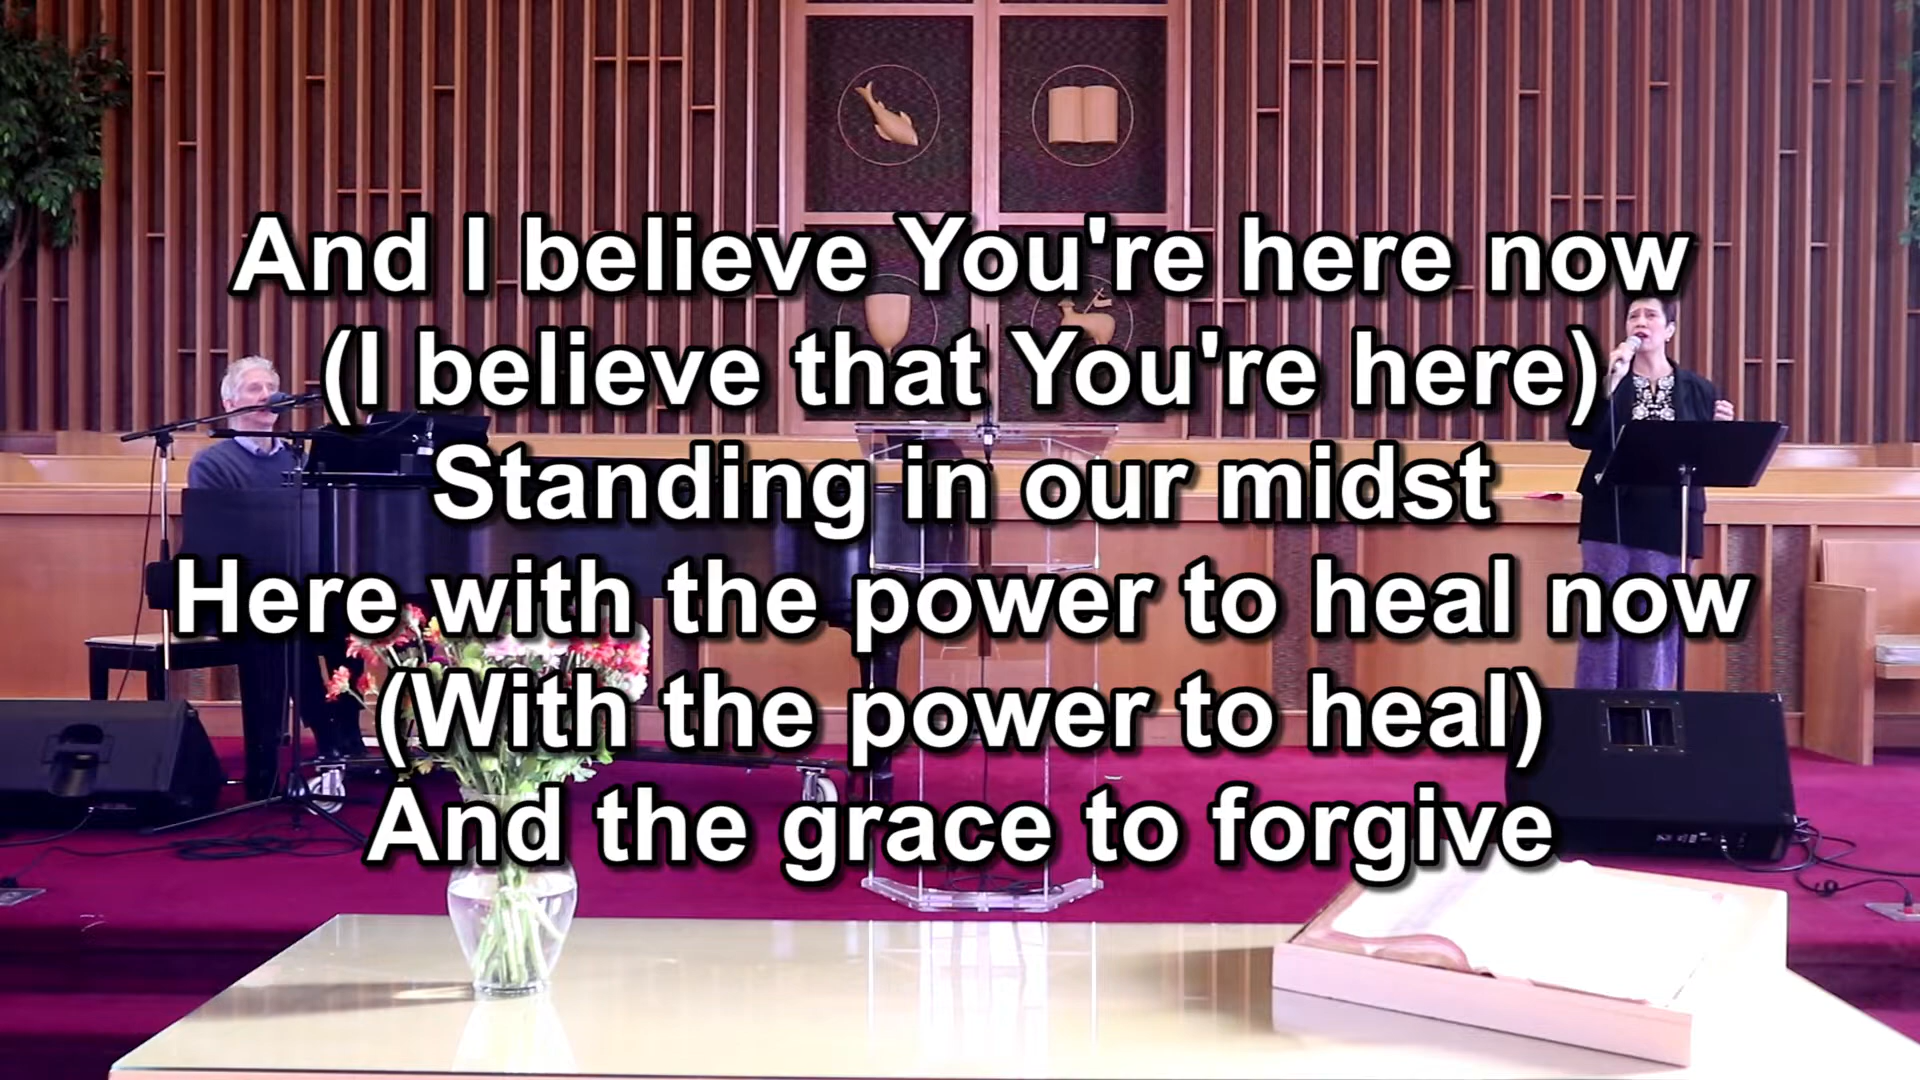 And I believe You're here now
(I believe that You're here)
Standing in our midst
Here with the power to heal now
(With the power to heal)
And the grace to forgive